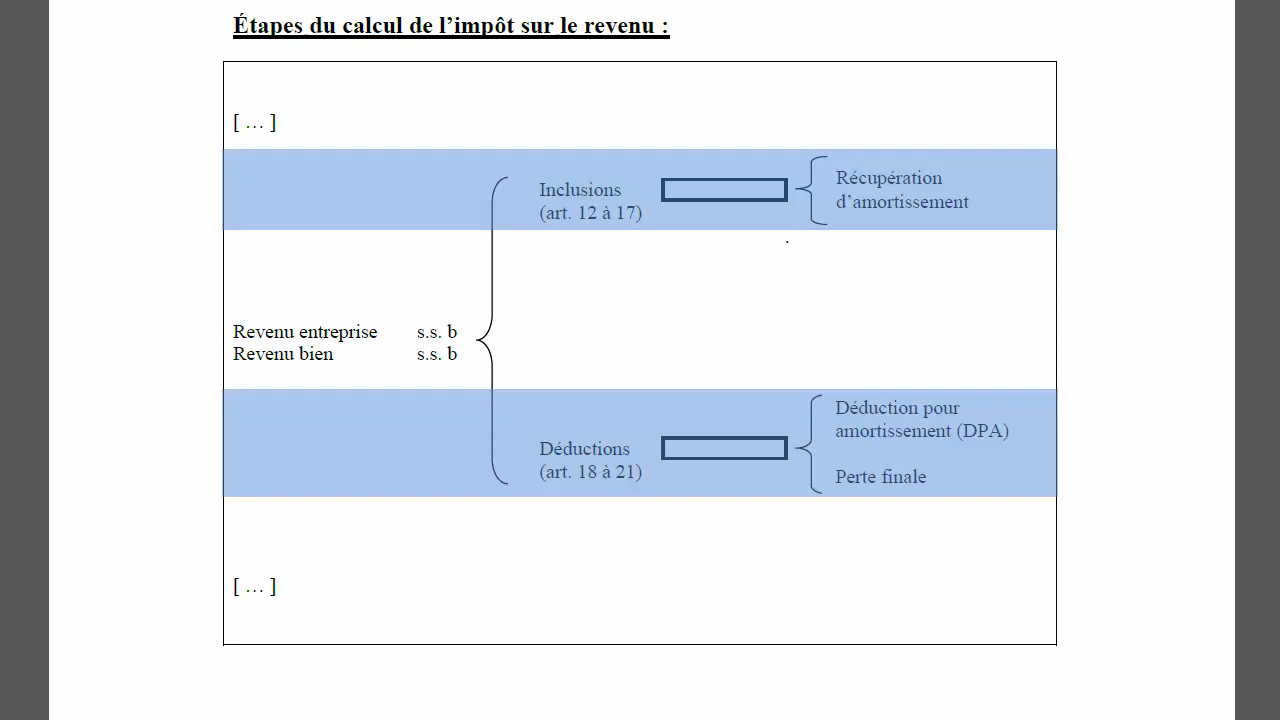 Étapes du calcul de l’impôt sur le revenu :
[ … ]
Inclusions
(art. 12 à 17)
Récupération
d’amortissement
Revenu entreprise s.s. b
Revenu bien s.s. b
Déductions
(art. 18 à 21)
Déduction pour
amortissement (DPA)
Perte finale
[ … ]